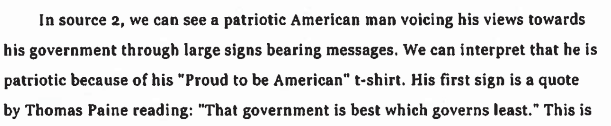 In source 2, we can see a patriotic American man voicing his views towards
his government through large signs bearing messages. We can interpret that he is
patriotic because of his "Proud to be American" t-shirt. His first sign is a quote
by Thomas Paine reading: "That government is best which governs least." This is